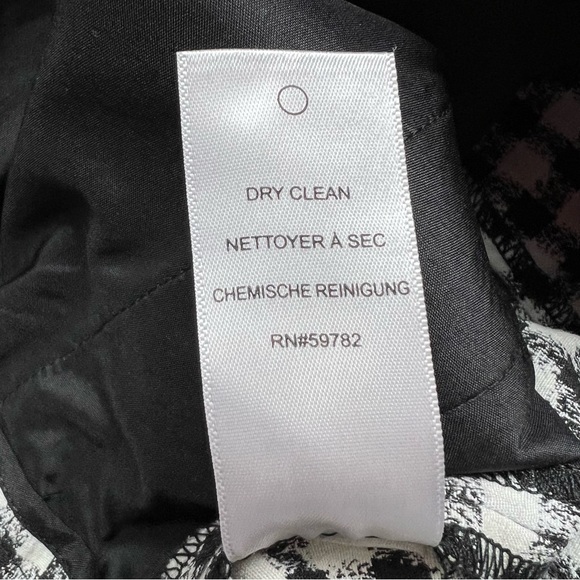 DRY CLEAN
NETTOYER À SEC
CHEMISCHE REINIGUNG
RN#59782